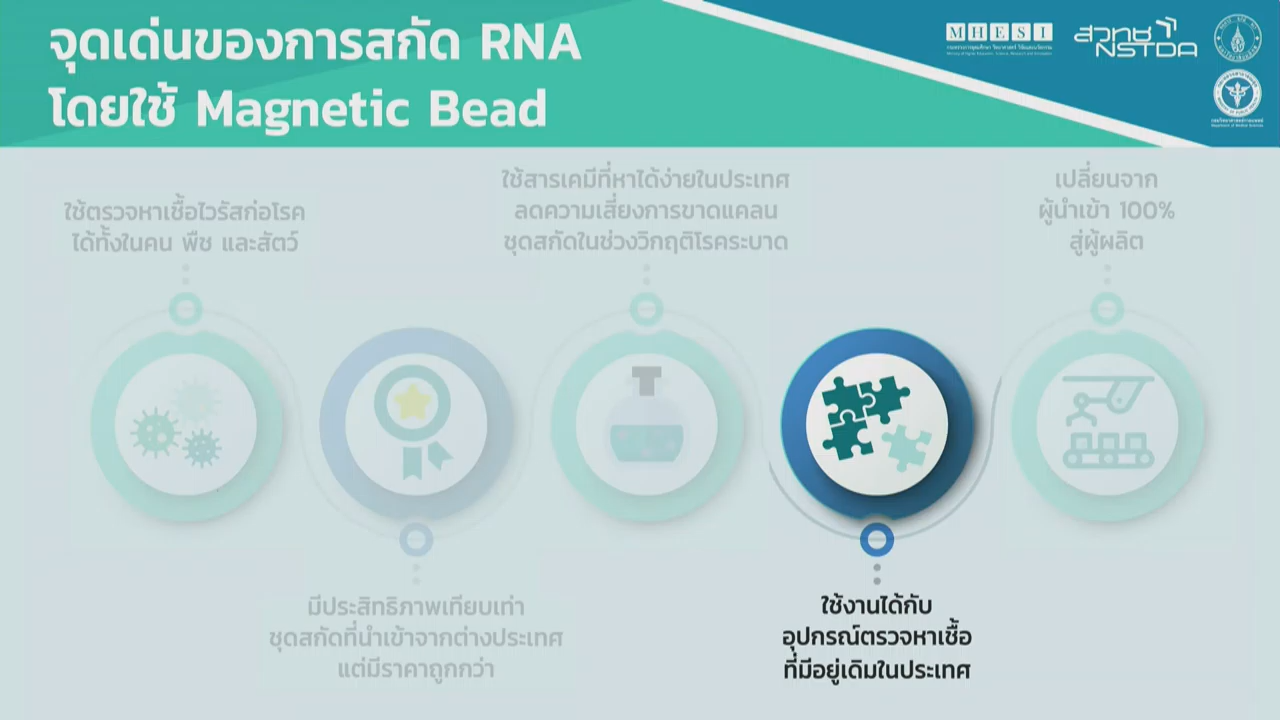 จุดเด่นของการสกัด RNA
โดยใช้ Magnetic Bead
MHESI
สวทช
NSTDA
ใช้ตรวจหาเชื้อไวรัสก่อโรค
ได้ทั้งในคน พืช และสัตว์
ใช้สารเคมีที่หาได้ง่ายในประเทศ
ลดความเสี่ยงการขาดแคลน
ชุดสกัดในช่วงวิกฤติโรคระบาด
เปลี่ยนจาก
ผู้นำเข้า 100%
สู่ผู้ผลิต
มีประสิทธิภาพเทียบเท่า
ชุดสกัดที่นำเข้าจากต่างประเทศ
แต่มีราคาถูกกว่า
ใช้งานได้กับ
อุปกรณ์ตรวจหาเชื้อ
ที่มีอยู่เดิมในประเทศ